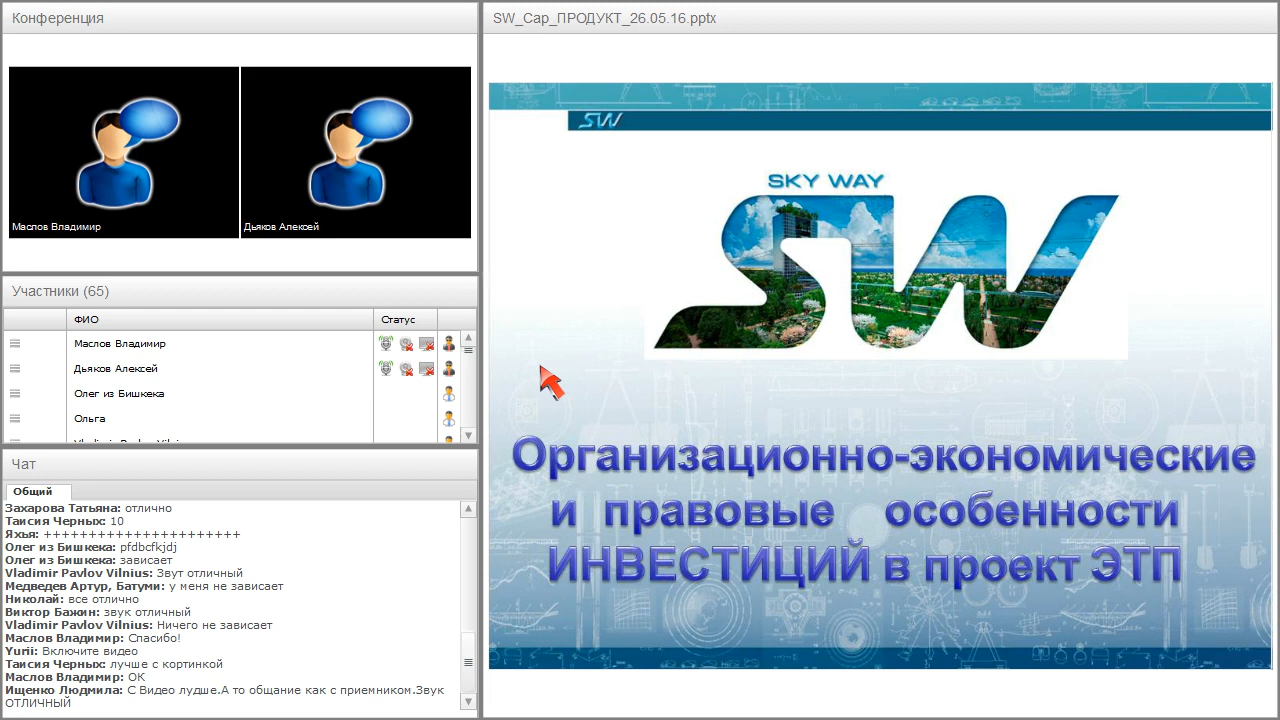 Конференция
Маслов Владимир
Дьяков Алексей
Участники (65)
ФИО Статус
Маслов Владимир
Дьяков Алексей
Олег из Бишкека
Ольга
Чат
Общий
Захарова Татьяна: отлично
Таисия Черных: 10
Яхья: ++++++++++++++++++++++
Олег из Бишкека: pfdbcfkjdj
Олег из Бишкека: зависает
Vladimir Pavlov Vilnius: Звут отличный
Медведев Артур, Батуми: у меня не зависает
Николай: все отлично
Виктор Бажин: звук отличный
Vladimir Pavlov Vilnius: Ничего не зависает
Маслов Владимир: Спасибо!
Yurii: Включите видео
Таисия Черных: лучше с кортинкой
Маслов Владимир: ОК
Ищенко Людмила: С Видео лудше.А то общание как с приемником.Звук
ОТЛИЧНЫЙ
SW_Cap_ПРОДУКТ_26.05.16.pptx
SW
SKY WAY
SW
Организационно-экономические
и правовые особенности
ИНВЕСТИЦИЙ в проект ЭТП